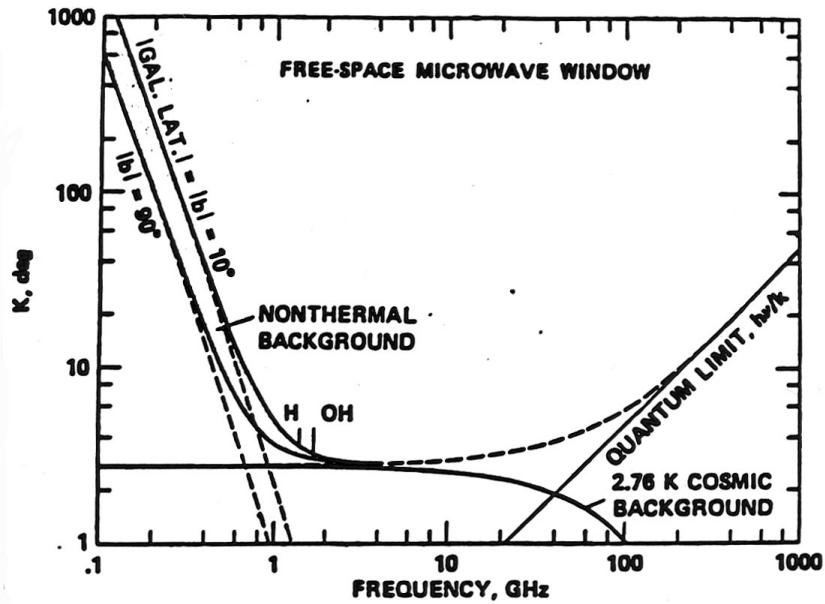 1000
100
10
1
K, deg
FREE-SPACE MICROWAVE WINDOW
|GAL. LAT.| = |b| = 10°
|b| = 90°
NONTHERMAL
BACKGROUND
H OH
QUANTUM LIMIT, hν/k
2.76 K COSMIC
BACKGROUND
.1 1 10 100 1000
FREQUENCY, GHz